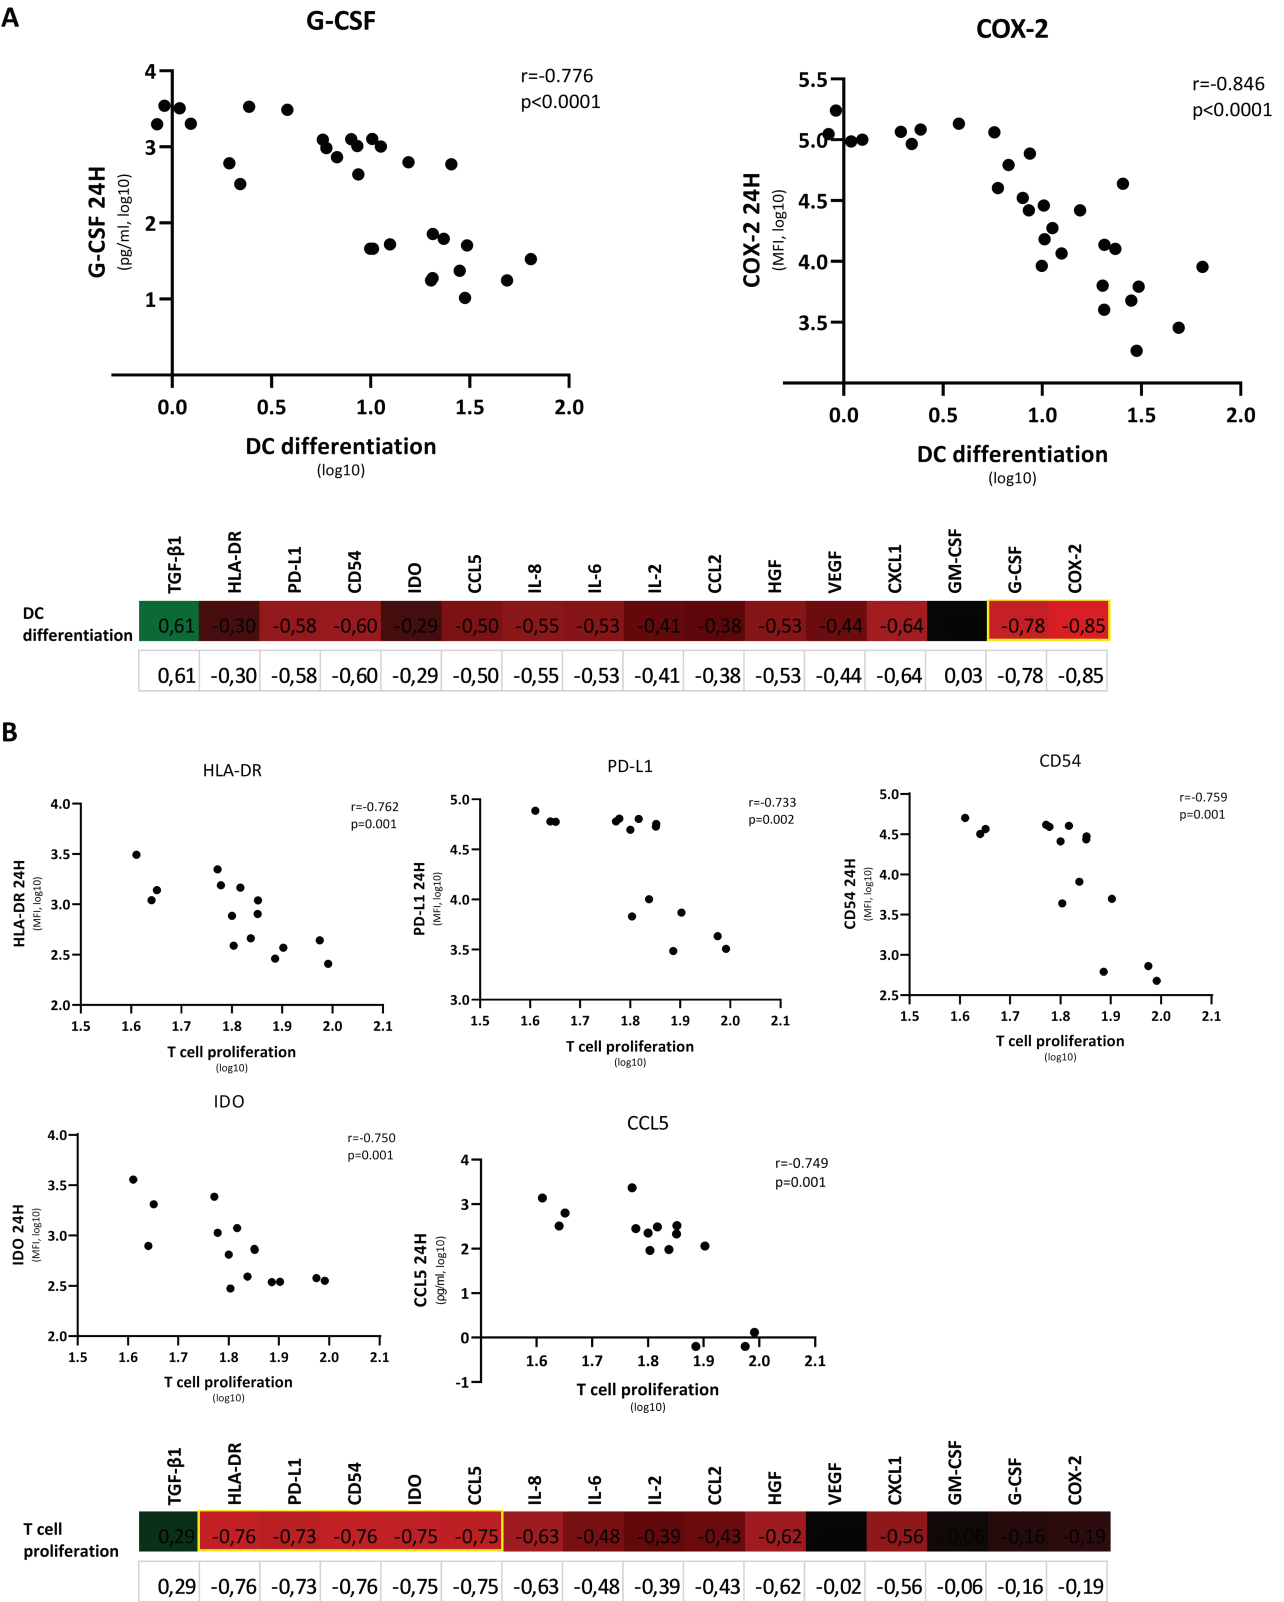 A
G-CSF
r=-0.776
p<0.0001
4
3
2
1
G-CSF 24H
(pg/ml, log10)
0.0 0.5 1.0 1.5 2.0
DC differentiation
(log10)
COX-2
r=-0.846
p<0.0001
5.5
5.0
4.5
4.0
3.5
COX-2 24H
(MFI, log10)
0.0 0.5 1.0 1.5 2.0
DC differentiation
(log10)
TGF-β1 HLA-DR PD-L1 CD54 IDO CCL5 IL-8 IL-6 IL-2 CCL2 HGF VEGF CXCL1 GM-CSF G-CSF COX-2
DC
differentiation
0,61 -0,30 -0,58 -0,60 -0,29 -0,50 -0,55 -0,53 -0,41 -0,38 -0,53 -0,44 -0,64 -0,78 -0,85
0,61 -0,30 -0,58 -0,60 -0,29 -0,50 -0,55 -0,53 -0,41 -0,38 -0,53 -0,44 -0,64 0,03 -0,78 -0,85
B
HLA-DR
r=-0.762
p=0.001
4.0
3.5
3.0
2.5
2.0
HLA-DR 24H
(MFI, log10)
1.5 1.6 1.7 1.8 1.9 2.0 2.1
T cell proliferation
(log10)
PD-L1
r=-0.733
p=0.002
5.0
4.5
4.0
3.5
3.0
PD-L1 24H
(MFI, log10)
1.5 1.6 1.7 1.8 1.9 2.0 2.1
T cell proliferation
(log10)
CD54
r=-0.759
p=0.001
5.0
4.5
4.0
3.5
3.0
2.5
CD54 24H
(MFI, log10)
1.5 1.6 1.7 1.8 1.9 2.0 2.1
T cell proliferation
(log10)
IDO
r=-0.750
p=0.001
4.0
3.5
3.0
2.5
2.0
IDO 24H
(MFI, log10)
1.5 1.6 1.7 1.8 1.9 2.0 2.1
T cell proliferation
(log10)
CCL5
r=-0.749
p=0.001
4
3
2
1
0
-1
CCL5 24H
(pg/ml, log10)
1.6 1.7 1.8 1.9 2.0 2.1
T cell proliferation
(log10)
TGF-β1 HLA-DR PD-L1 CD54 IDO CCL5 IL-8 IL-6 IL-2 CCL2 HGF VEGF CXCL1 GM-CSF G-CSF COX-2
T cell
proliferation
0,29 -0,76 -0,73 -0,76 -0,75 -0,75 -0,63 -0,48 -0,39 -0,43 -0,62 -0,56 -0,06 -0,16 -0,19
0,29 -0,76 -0,73 -0,76 -0,75 -0,75 -0,63 -0,48 -0,39 -0,43 -0,62 -0,02 -0,56 -0,06 -0,16 -0,19